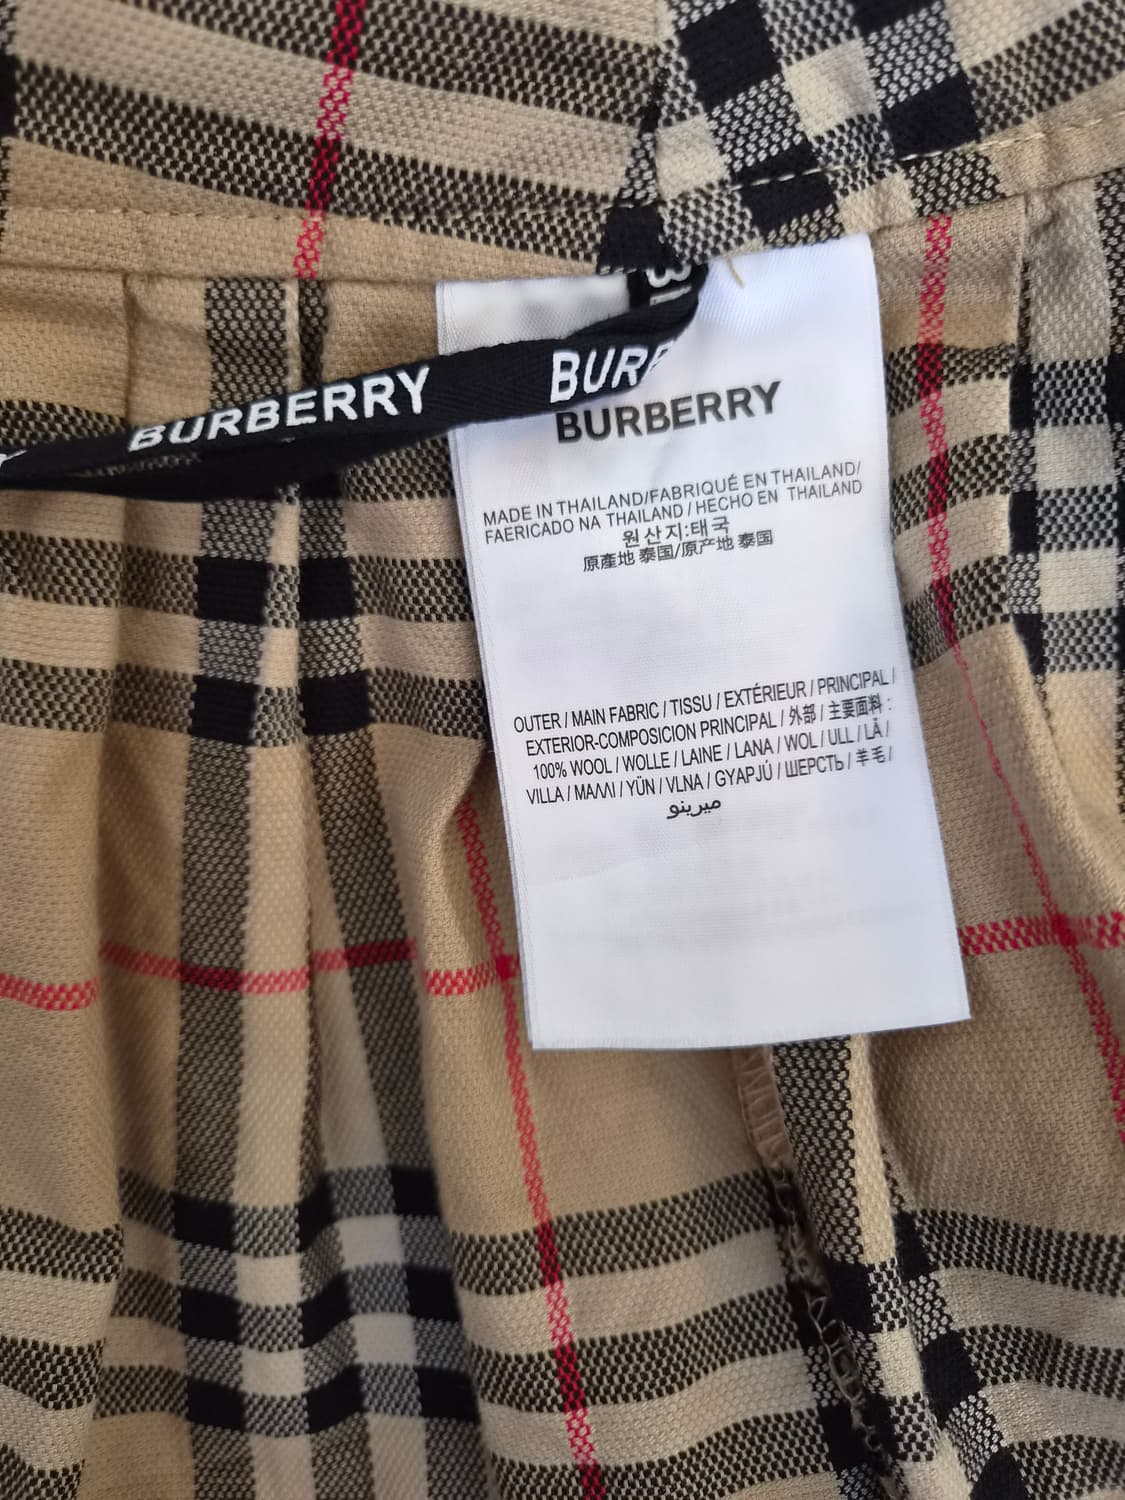 BURBERRY
BUR
BURBERRY
MADE IN THAILAND/FABRIQUÉ EN THAILAND/
FAERICADO NA THAILAND / HECHO EN THAILAND
원산지:태국
原產地 泰国/原产地 泰国
OUTER / MAIN FABRIC / TISSU / EXTÉRIEUR / PRINCIPAL /
EXTERIOR-COMPOSICION PRINCIPAL / 外部 / 主要面料 :
100% WOOL / WOLLE / LAINE / LANA / WOL / ULL / LÃ /
VILLA / ΜΑΛΛΙ / YÜN / VLNA / GYAPJÚ / ШЕРСТЬ / 羊毛 /
ميرينو